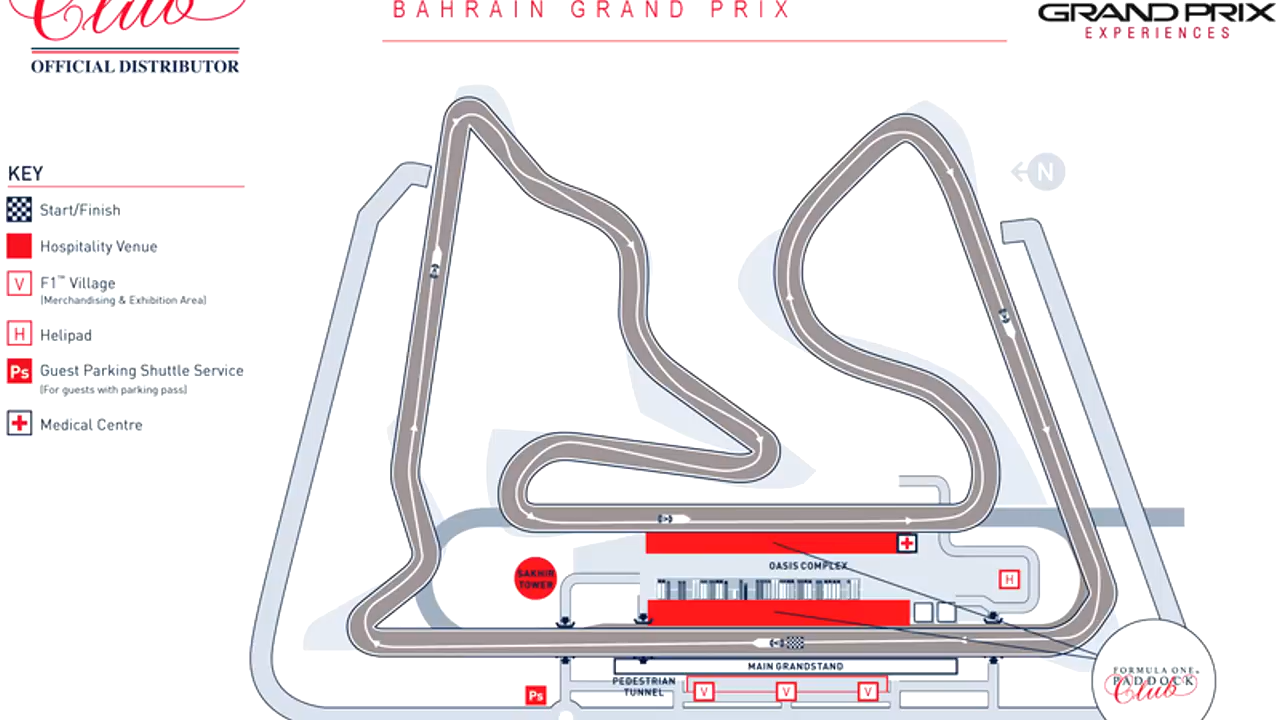 Club
OFFICIAL DISTRIBUTOR
BAHRAIN GRAND PRIX
GRAND PRIX
EXPERIENCES
N
KEY
Start/Finish
Hospitality Venue
V F1™ Village
(Merchandising & Exhibition Area)
H Helipad
Ps Guest Parking Shuttle Service
(For guests with parking pass)
Medical Centre
SAKHIR
TOWER
OASIS COMPLEX
H
MAIN GRANDSTAND
PEDESTRIAN
TUNNEL
Ps
V V V
FORMULA ONE
PADDOCK
Club